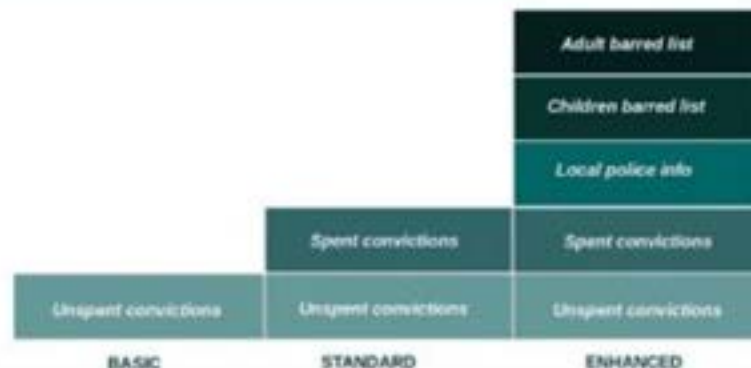 Adult barred list
Children barred list
Local police info
Spent convictions Spent convictions
Unspent convictions Unspent convictions Unspent convictions
BASIC STANDARD ENHANCED